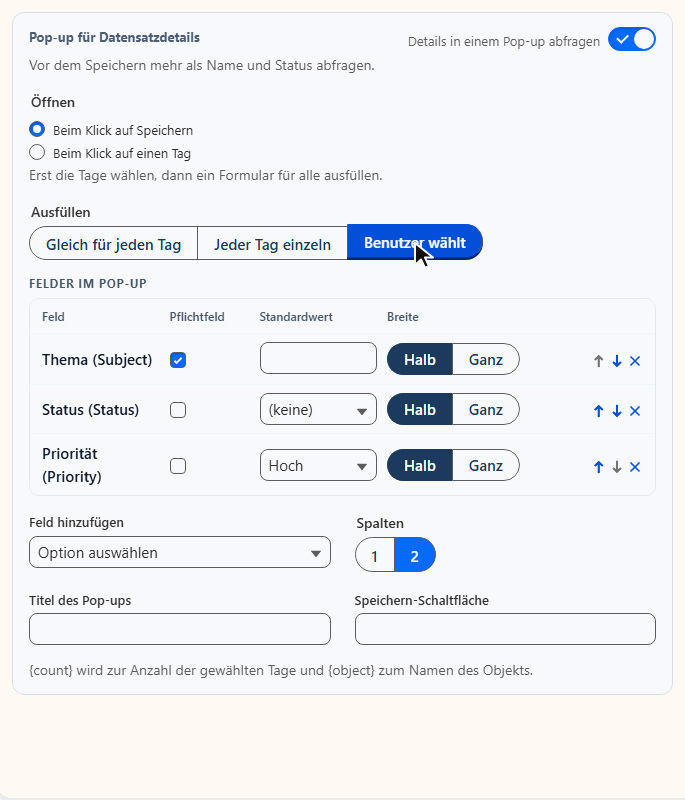 Pop-up für Datensatzdetails
Details in einem Pop-up abfragen
Vor dem Speichern mehr als Name und Status abfragen.
Öffnen
Beim Klick auf Speichern
Beim Klick auf einen Tag
Erst die Tage wählen, dann ein Formular für alle ausfüllen.
Ausfüllen
Gleich für jeden Tag Jeder Tag einzeln Benutzer wählt
FELDER IM POP-UP
Feld Pflichtfeld Standardwert Breite
Thema (Subject) Halb Ganz
Status (Status) (keine) Halb Ganz
Priorität
(Priority) Hoch Halb Ganz
Feld hinzufügen Spalten
Option auswählen 1 2
Titel des Pop-ups Speichern-Schaltfläche
{count} wird zur Anzahl der gewählten Tage und {object} zum Namen des Objekts.